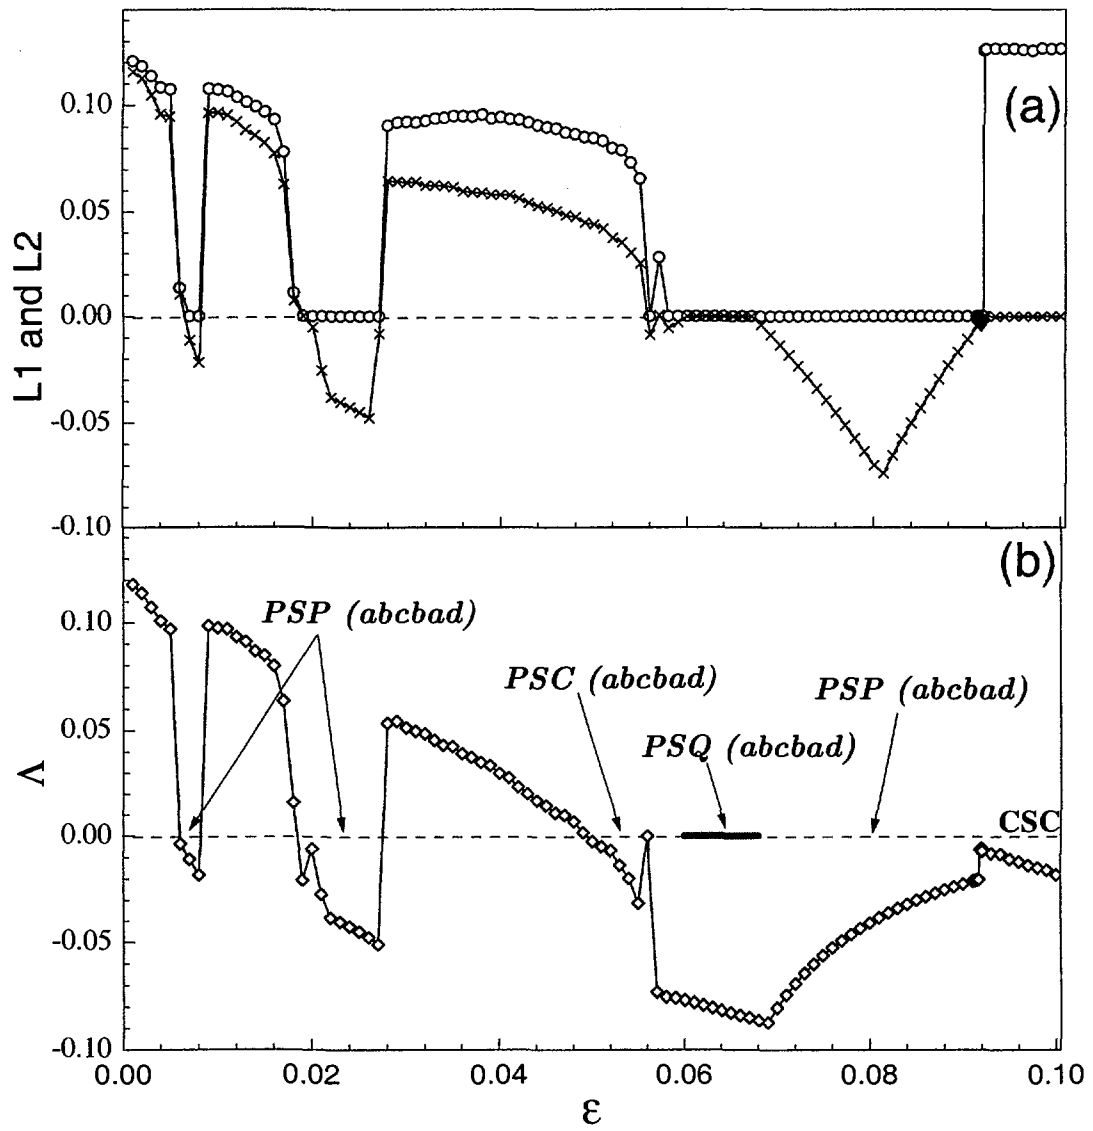 (a)
L1 and L2
0.10
0.05
0.00
-0.05
-0.10
(b)
Λ
0.10
0.05
0.00
-0.05
-0.10
PSP (abcbad)
PSC (abcbad)
PSP (abcbad)
PSQ (abcbad)
CSC
0.00 0.02 0.04 0.06 0.08 0.10
ε